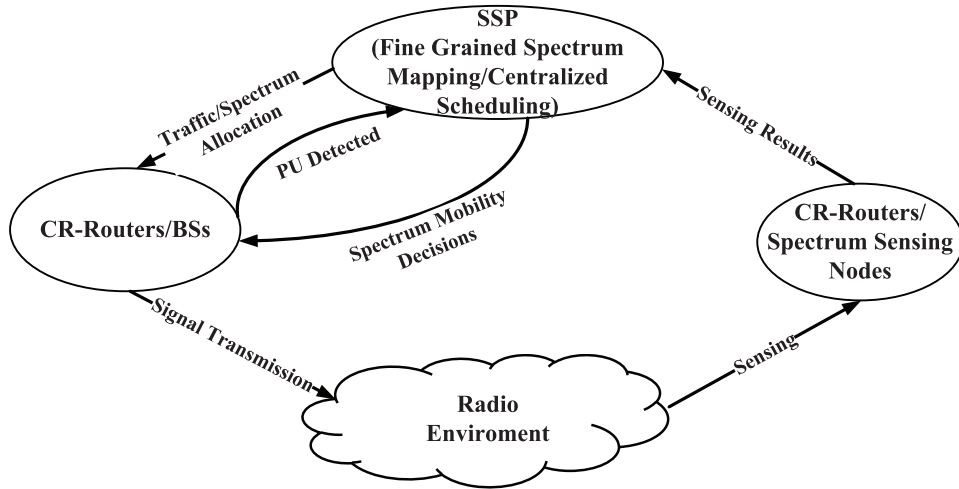 SSP
(Fine Grained Spectrum
Mapping/Centralized
Scheduling)
Traffic/Spectrum
Allocation
PU Detected
Sensing Results
CR-Routers/BSs
Spectrum Mobility
Decisions
CR-Routers/
Spectrum Sensing
Nodes
Signal Transmission
Sensing
Radio
Enviroment